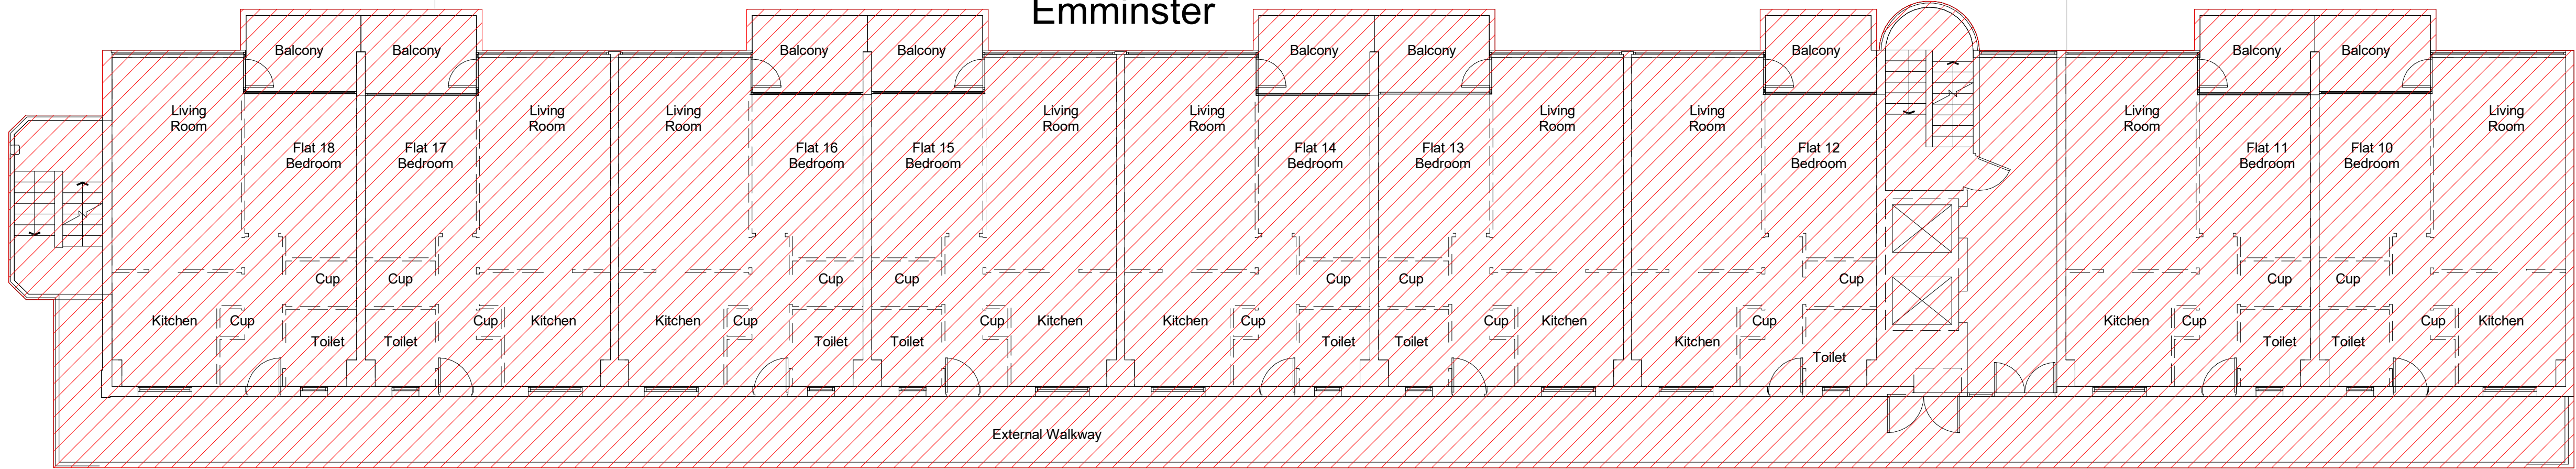 Emminster
Balcony
Balcony
Balcony
Balcony
Balcony
Balcony
Balcony
Balcony
Balcony
Living
Room
Living
Room
Living
Room
Living
Room
Living
Room
Living
Room
Living
Room
Living
Room
Living
Room
Flat 18
Bedroom
Flat 17
Bedroom
Flat 16
Bedroom
Flat 15
Bedroom
Flat 14
Bedroom
Flat 13
Bedroom
Flat 12
Bedroom
Flat 11
Bedroom
Flat 10
Bedroom
Cup
Cup
Cup
Cup
Cup
Cup
Cup
Cup
Cup
Kitchen
Cup
Cup
Kitchen
Kitchen
Cup
Cup
Kitchen
Kitchen
Cup
Cup
Kitchen
Cup
Kitchen
Cup
Cup
Kitchen
Toilet
Toilet
Toilet
Toilet
Toilet
Toilet
Kitchen
Toilet
Toilet
Toilet
External Walkway